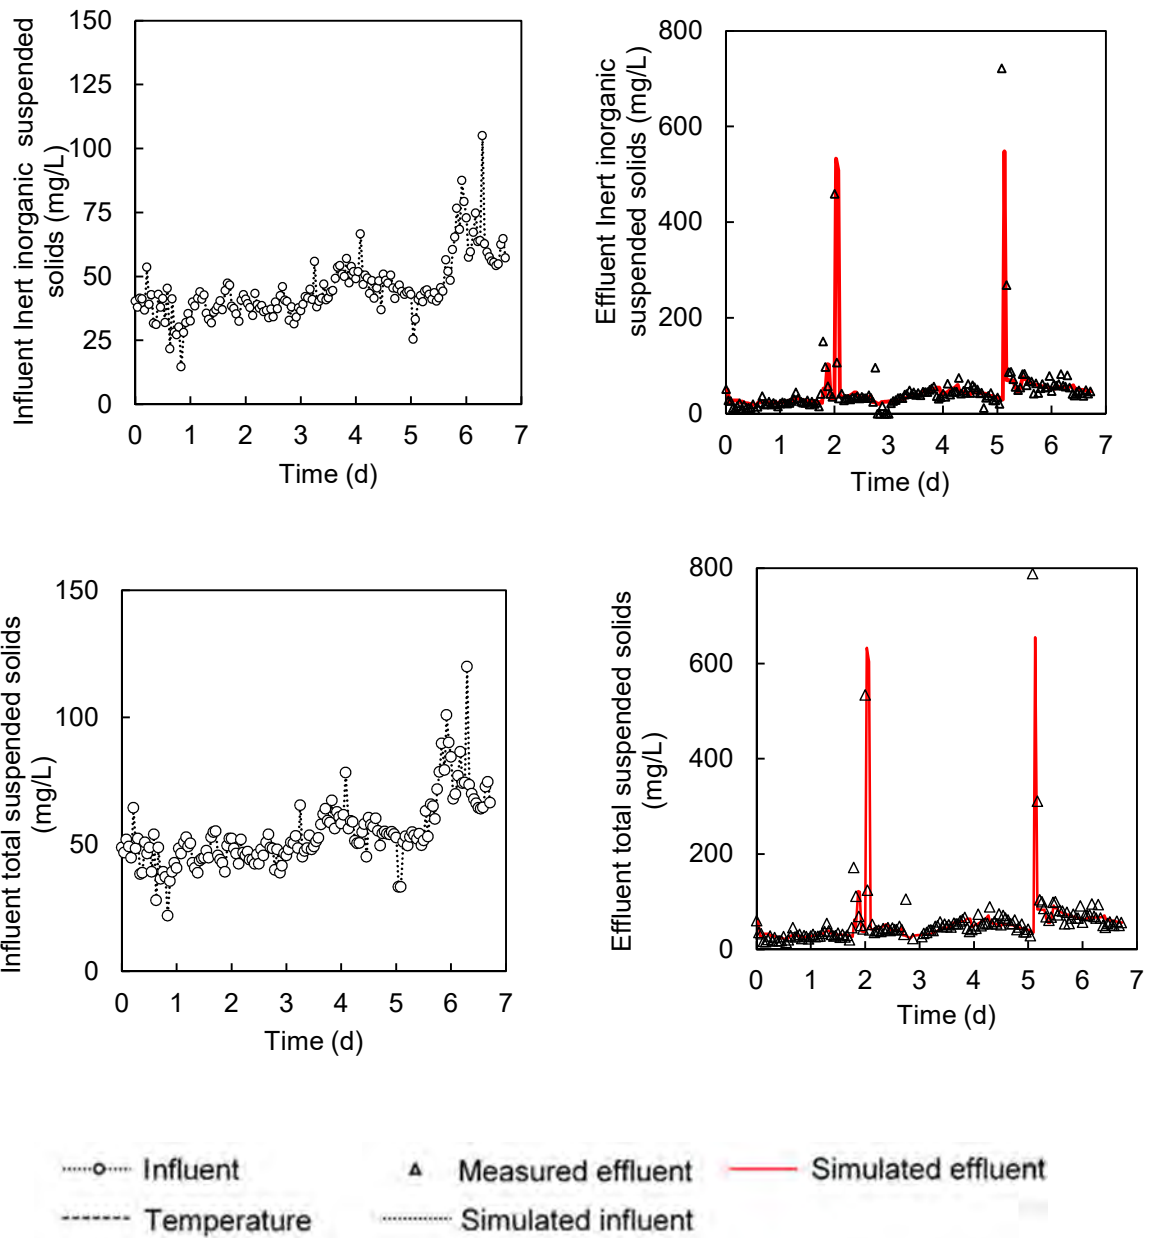 Influent Inert inorganic suspended
solids (mg/L)
150
125
100
75
50
25
0
0 1 2 3 4 5 6 7
Time (d)
Effluent Inert inorganic
suspended solids (mg/L)
800
600
400
200
0
0 1 2 3 4 5 6 7
Time (d)
Influent total suspended solids
(mg/L)
150
100
50
0
0 1 2 3 4 5 6 7
Time (d)
Effluent total suspended solids
(mg/L)
800
600
400
200
0
0 1 2 3 4 5 6 7
Time (d)
Influent Measured effluent Simulated effluent
Temperature Simulated influent